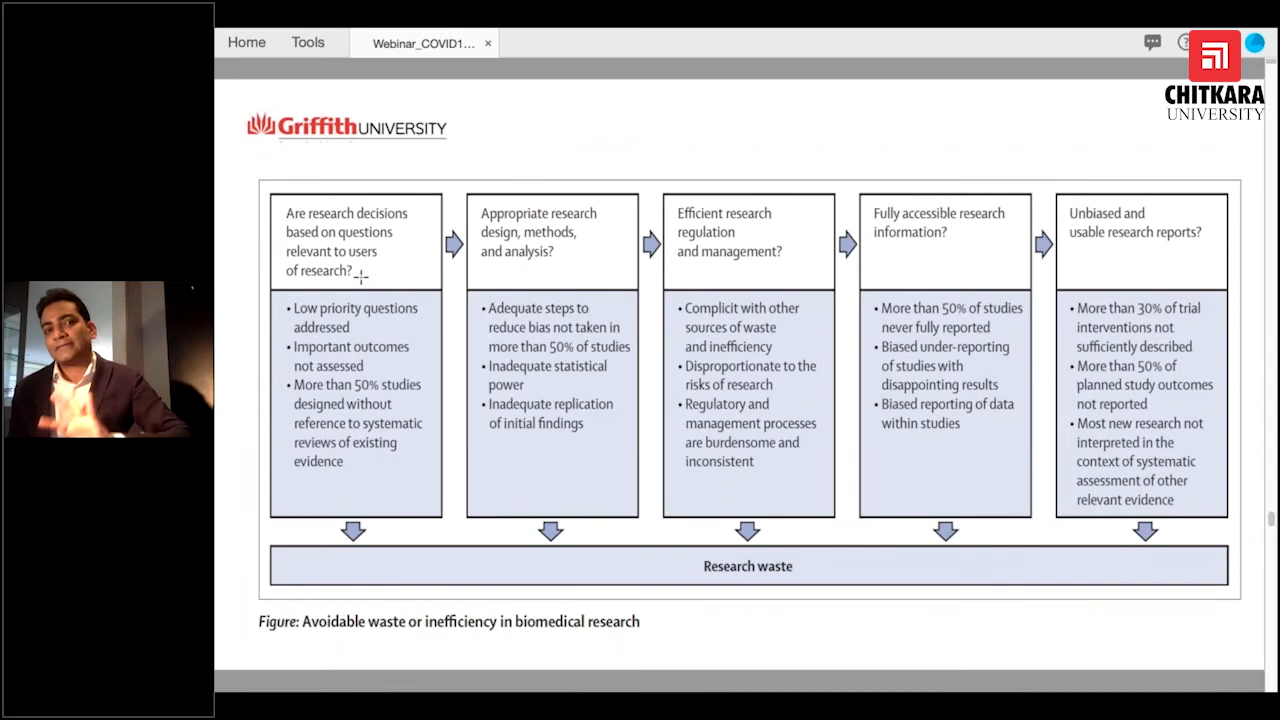 Home Tools Webinar_COVID1... ×
CHITKARA
UNIVERSITY
Griffith UNIVERSITY
Are research decisions
based on questions
relevant to users
of research?
Appropriate research
design, methods,
and analysis?
Efficient research
regulation
and management?
Fully accessible research
information?
Unbiased and
usable research reports?
• Low priority questions
addressed
• Important outcomes
not assessed
• More than 50% studies
designed without
reference to systematic
reviews of existing
evidence
• Adequate steps to
reduce bias not taken in
more than 50% of studies
• Inadequate statistical
power
• Inadequate replication
of initial findings
• Complicit with other
sources of waste
and inefficiency
• Disproportionate to the
risks of research
• Regulatory and
management processes
are burdensome and
inconsistent
• More than 50% of studies
never fully reported
• Biased under-reporting
of studies with
disappointing results
• Biased reporting of data
within studies
• More than 30% of trial
interventions not
sufficiently described
• More than 50% of
planned study outcomes
not reported
• Most new research not
interpreted in the
context of systematic
assessment of other
relevant evidence
Research waste
Figure: Avoidable waste or inefficiency in biomedical research